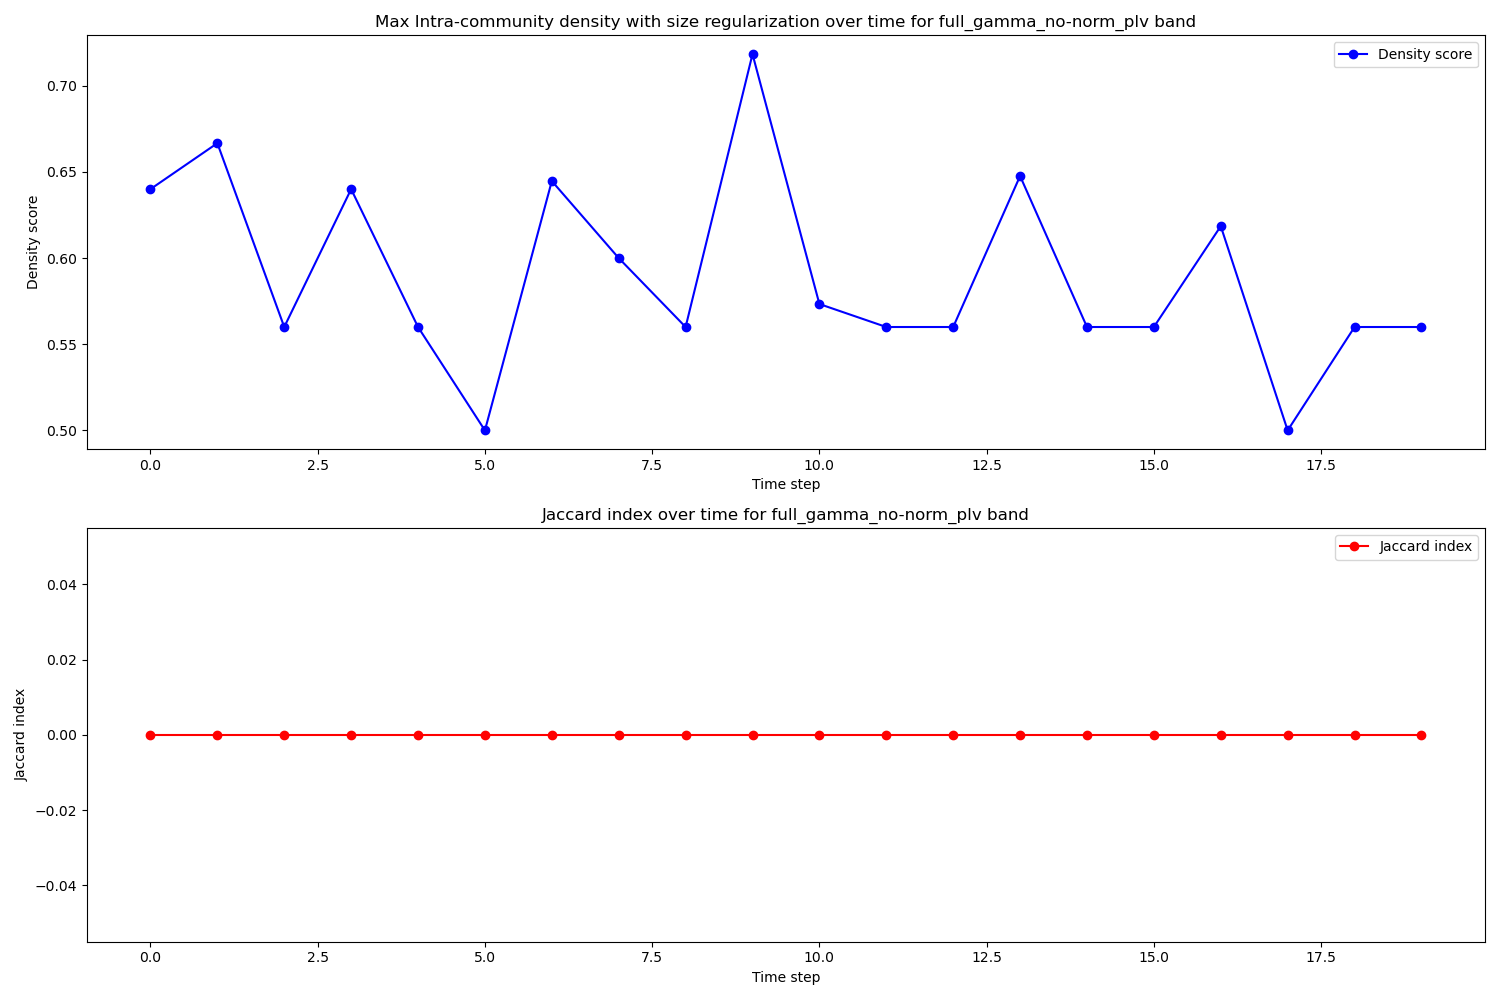 Max Intra-community density with size regularization over time for full_gamma_no-norm_plv band
Density score
0.70
0.65
0.60
0.55
0.50
Density score
0.0 2.5 5.0 7.5 10.0 12.5 15.0 17.5
Time step
Jaccard index over time for full_gamma_no-norm_plv band
Jaccard index
0.04
0.02
0.00
−0.02
−0.04
Jaccard index
0.0 2.5 5.0 7.5 10.0 12.5 15.0 17.5
Time step